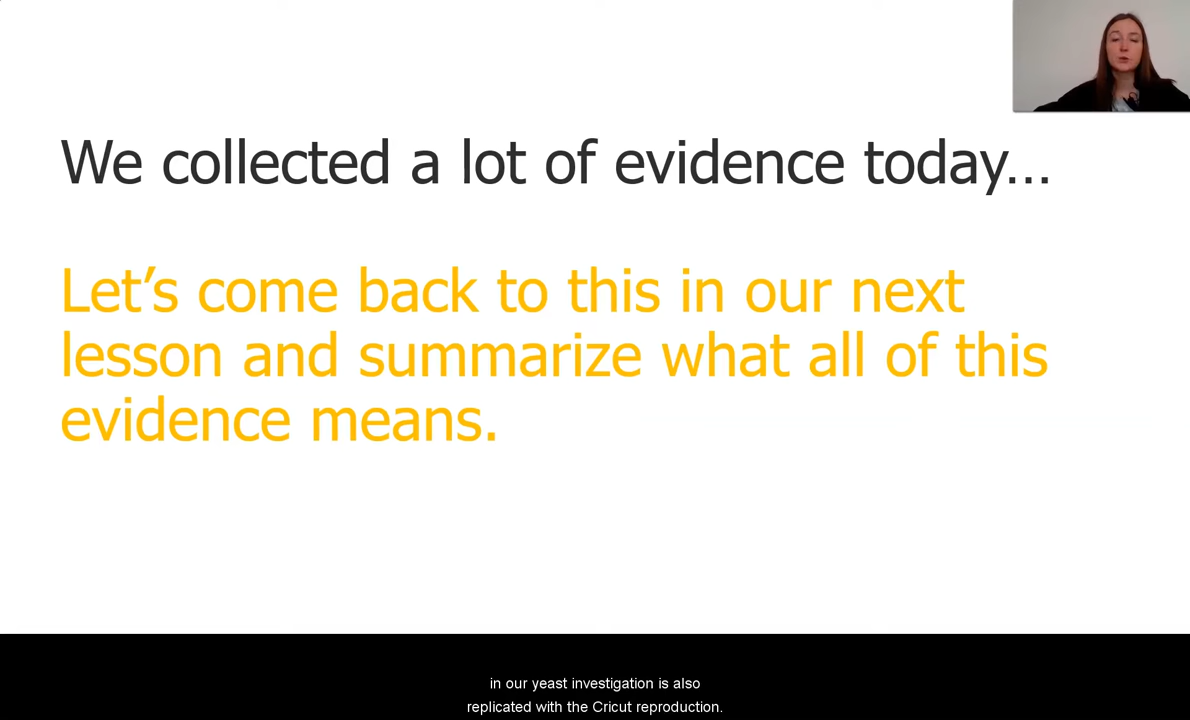 We collected a lot of evidence today...
Let’s come back to this in our next
lesson and summarize what all of this
evidence means.
in our yeast investigation is also
replicated with the Cricut reproduction.